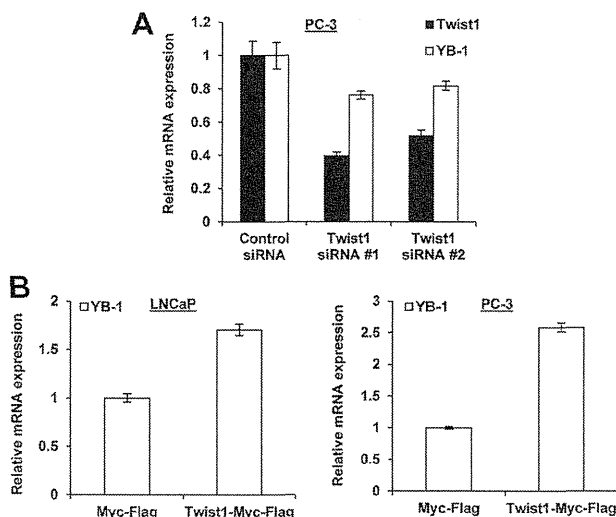 A
PC-3
Twist1
YB-1
Relative mRNA expression
1.2
1
0.8
0.6
0.4
0.2
0
Control siRNA
Twist1 siRNA #1
Twist1 siRNA #2
B
YB-1 LNCaP
Relative mRNA expression
2
1.5
1
0.5
0
Myc-Flag Twist1-Myc-Flag
YB-1 PC-3
Relative mRNA expression
3
2.5
2
1.5
1
0.5
0
Myc-Flag Twist1-Myc-Flag